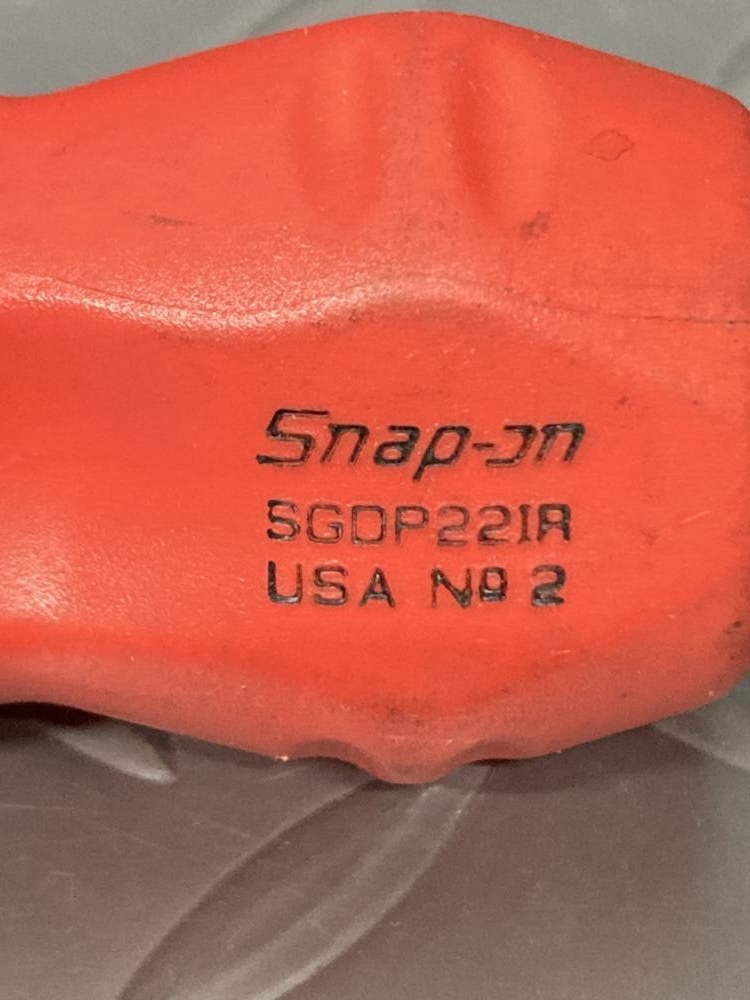 Snap-on
SGDP22IR
USA Nº 2